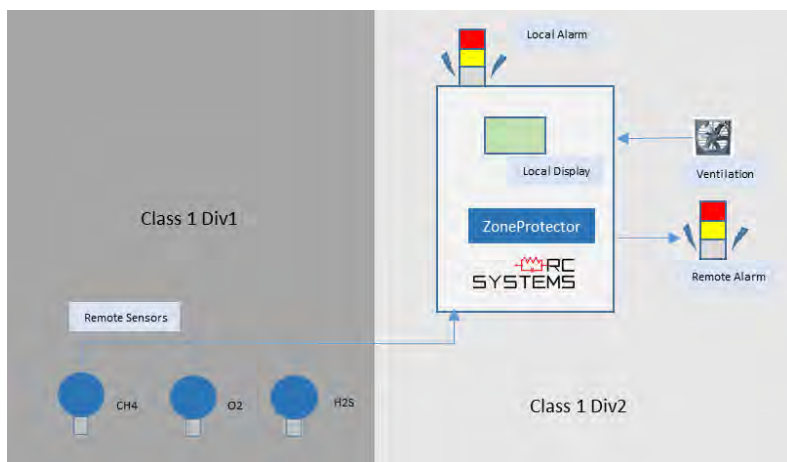 Local Alarm
Local Display
Ventilation
Class 1 Div1
ZoneProtector
RC
SYSTEMS
Remote Alarm
Remote Sensors
CH4
O2
H2S
Class 1 Div2